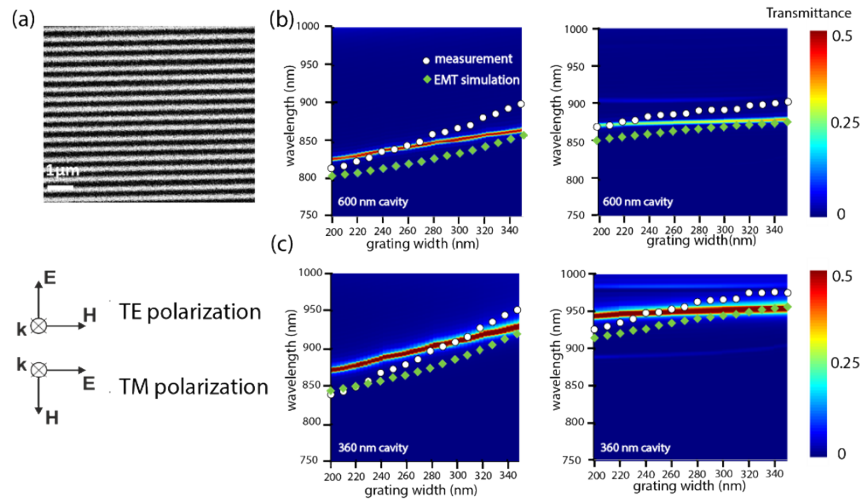 (a)
1μm
E
H
k
TE polarization
k
E
TM polarization
H
(b)
Transmittance
1000
950
900
850
800
750
wavelength (nm)
measurement
EMT simulation
600 nm cavity
200 220 240 260 280 300 320 340
grating width(nm)
1000
950
900
850
800
750
wavelength (nm)
600 nm cavity
200 220 240 260 280 300 320 340
grating width(nm)
0.5
0.25
0
(c)
1000
950
900
850
800
750
wavelength (nm)
360 nm cavity
200 220 240 260 280 300 320 340
grating width (nm)
1000
950
900
850
800
750
wavelength (nm)
360 nm cavity
200 220 240 260 280 300 320 340
grating width (nm)
0.5
0.25
0